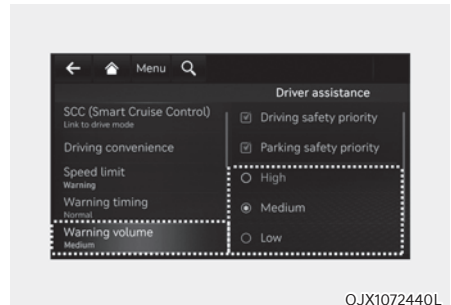 Menu
Driver assistance
SCC (Smart Cruise Control)
Link to drive mode
Driving convenience
Speed limit
Warning
Warning timing
Normal
Warning volume
Medium
Driving safety priority
Parking safety priority
High
Medium
Low
OJX1072440L